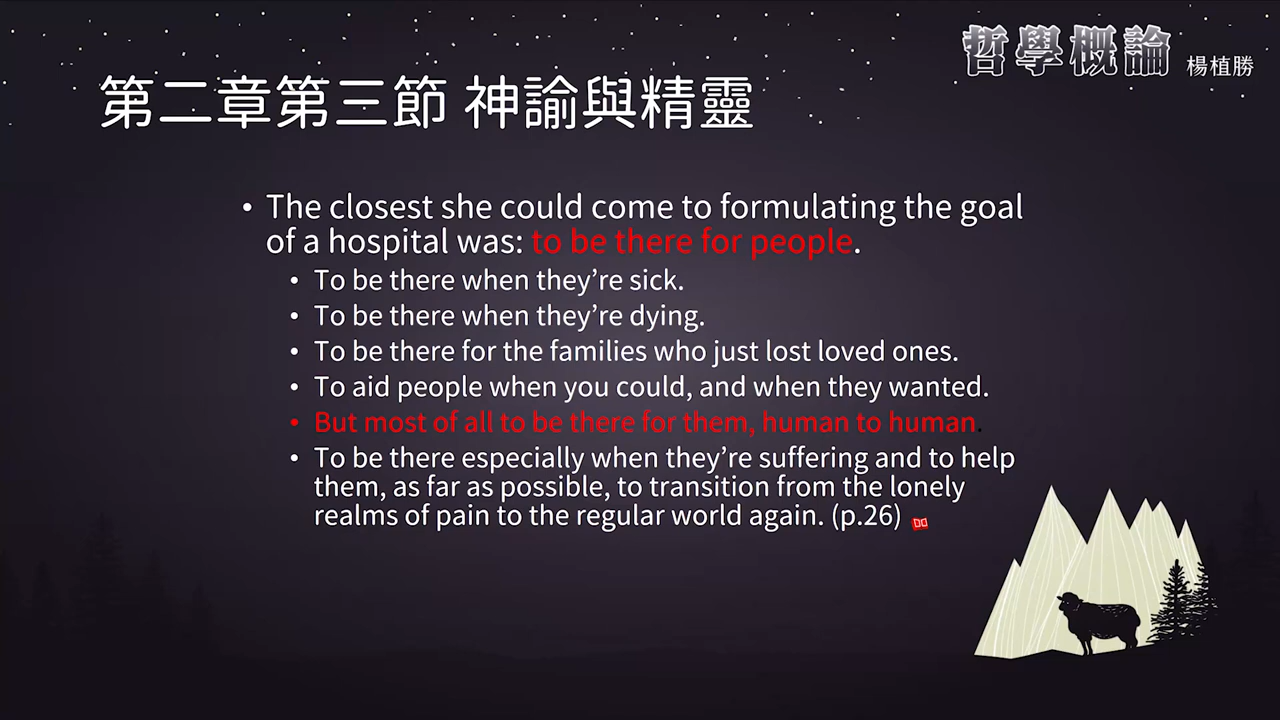 哲學概論 楊植勝
第二章第三節 神諭與精靈
• The closest she could come to formulating the goal
of a hospital was: to be there for people.
• To be there when they’re sick.
• To be there when they’re dying.
• To be there for the families who just lost loved ones.
• To aid people when you could, and when they wanted.
• But most of all to be there for them, human to human.
• To be there especially when they’re suffering and to help
them, as far as possible, to transition from the lonely
realms of pain to the regular world again. (p.26)